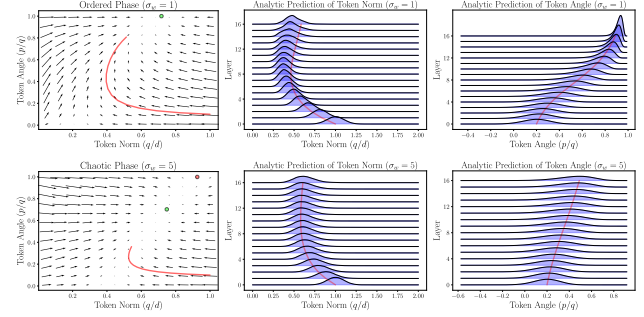 Ordered Phase (σw = 1)
Token Angle (p/q)
1.0
0.8
0.6
0.4
0.2
0.0
0.2 0.4 0.6 0.8 1.0
Token Norm (q/d)
Analytic Prediction of Token Norm (σw = 1)
Layer
16
12
8
4
0
0.00 0.25 0.50 0.75 1.00 1.25 1.50 1.75 2.00
Token Norm (q/d)
Analytic Prediction of Token Angle (σw = 1)
Layer
16
12
8
4
0
−0.4 −0.2 0.0 0.2 0.4 0.6 0.8
Token Angle (p/q)
Chaotic Phase (σw = 5)
Token Angle (p/q)
1.0
0.8
0.6
0.4
0.2
0.0
0.2 0.4 0.6 0.8 1.0
Token Norm (q/d)
Analytic Prediction of Token Norm (σw = 5)
Layer
16
12
8
4
0
0.00 0.25 0.50 0.75 1.00 1.25 1.50 1.75 2.00
Token Norm (q/d)
Analytic Prediction of Token Angle (σw = 5)
Layer
16
12
8
4
0
−0.6 −0.4 −0.2 0.0 0.2 0.4 0.6 0.8
Token Angle (p/q)